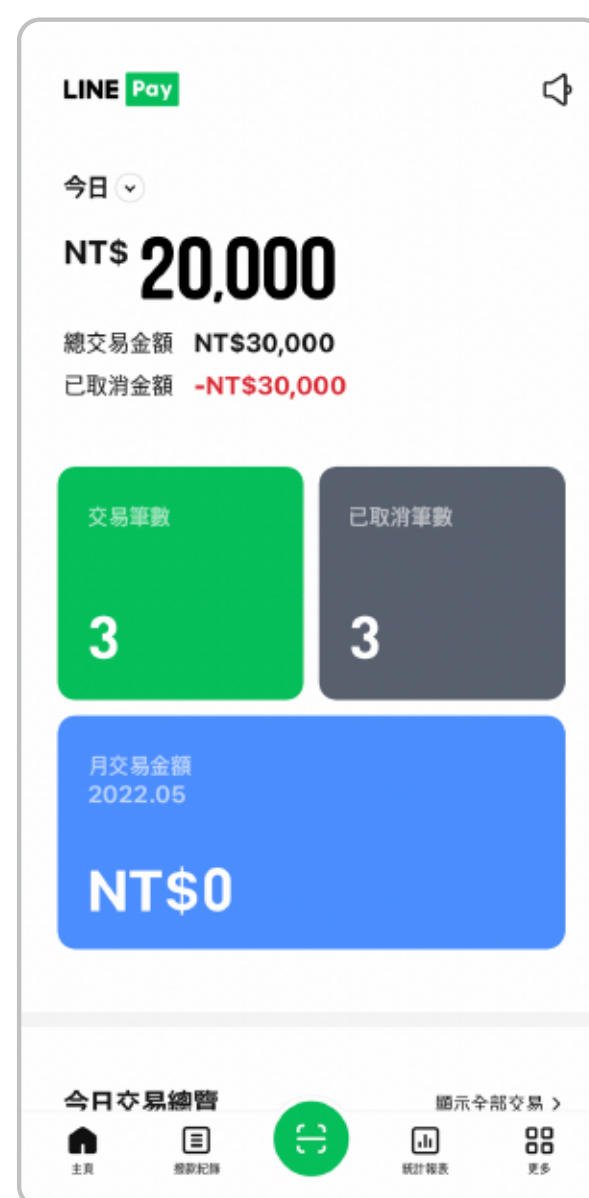 LINE Pay
今日
NT$ 20,000
總交易金額 NT$30,000
已取消金額 -NT$30,000
交易筆數
已取消筆數
3
3
月交易金額
2022.05
NT$0
今日交易總覽
顯示全部交易
主頁
撥款紀錄
統計報表
更多